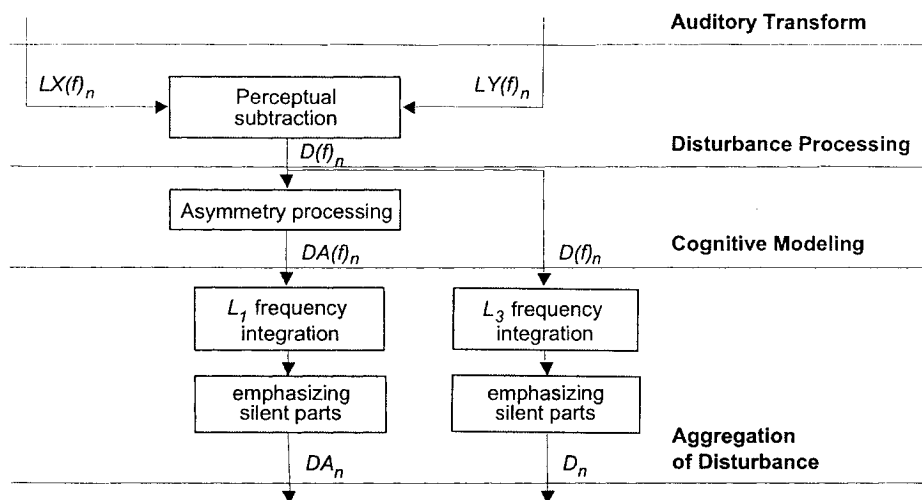 Auditory Transform
LX(f)n
LY(f)n
Perceptual
subtraction
D(f)n
Disturbance Processing
Asymmetry processing
DA(f)n
D(f)n
Cognitive Modeling
L1 frequency
integration
L3 frequency
integration
emphasizing
silent parts
emphasizing
silent parts
Aggregation
of Disturbance
DAn
Dn